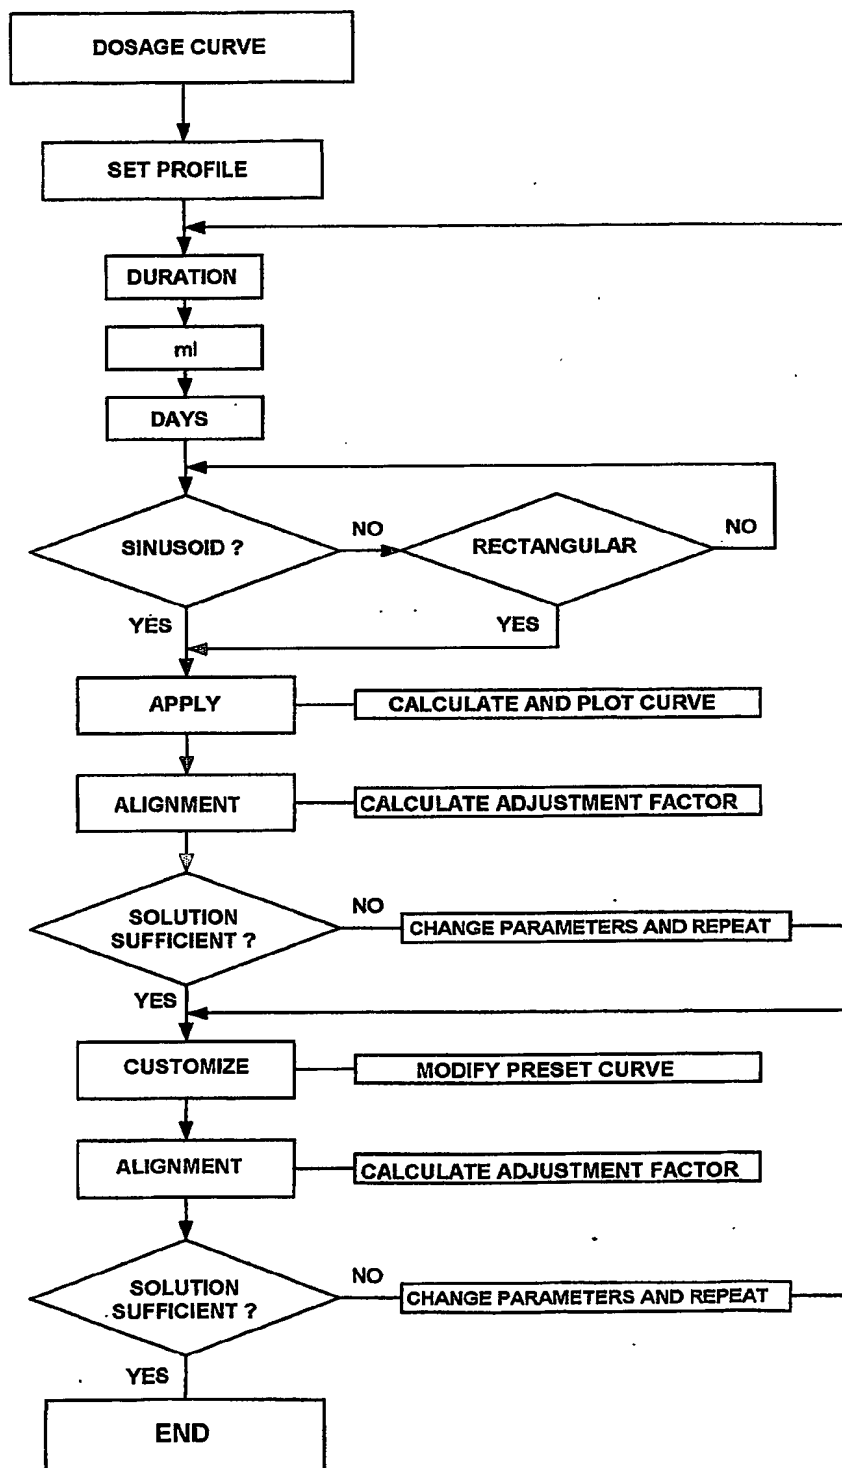 DOSAGE CURVE
SET PROFILE
DURATION
ml
DAYS
SINUSOID ?
NO
RECTANGULAR
NO
YES
YES
APPLY
CALCULATE AND PLOT CURVE
ALIGNMENT
CALCULATE ADJUSTMENT FACTOR
SOLUTION
SUFFICIENT ?
NO
CHANGE PARAMETERS AND REPEAT
YES
CUSTOMIZE
MODIFY PRESET CURVE
ALIGNMENT
CALCULATE ADJUSTMENT FACTOR
SOLUTION
SUFFICIENT ?
NO
CHANGE PARAMETERS AND REPEAT
YES
END